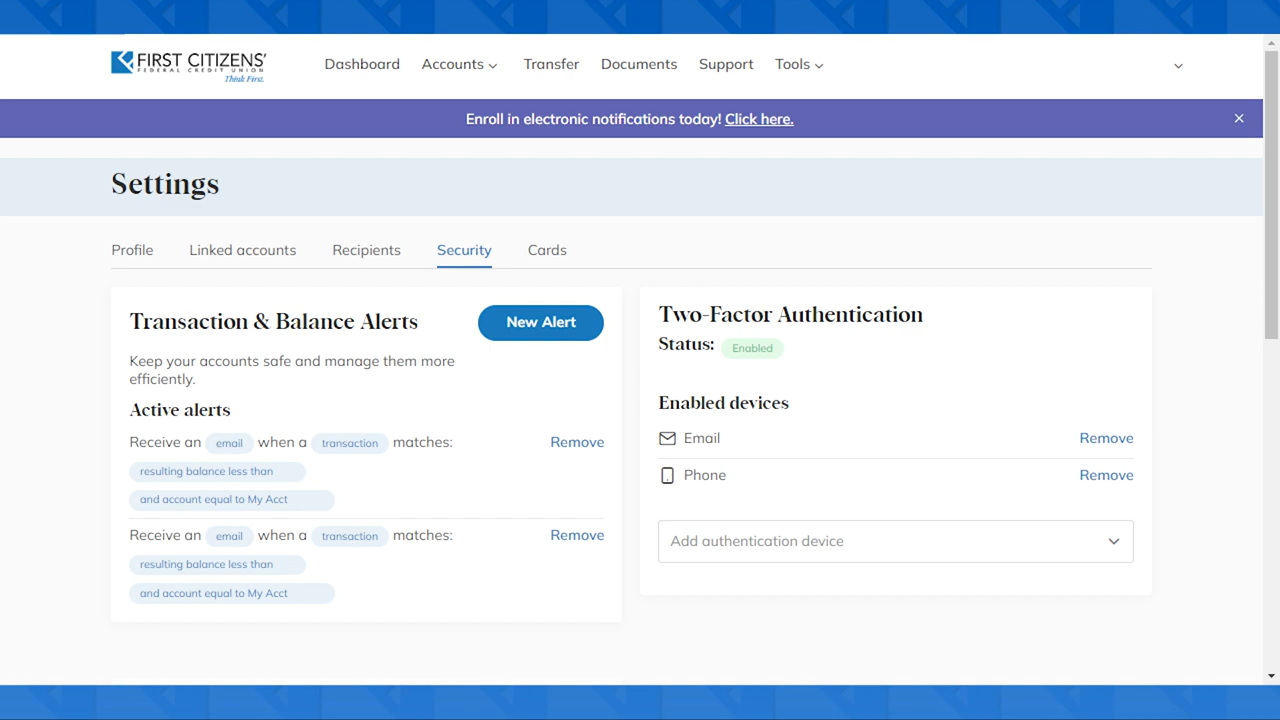 FIRST CITIZENS'
FEDERAL CREDIT UNION
Think First.
Dashboard Accounts Transfer Documents Support Tools
Enroll in electronic notifications today! Click here.
Settings
Profile Linked accounts Recipients Security Cards
Transaction & Balance Alerts
New Alert
Keep your accounts safe and manage them more
efficiently.
Active alerts
Receive an email when a transaction matches: Remove
resulting balance less than
and account equal to My Acct
Receive an email when a transaction matches: Remove
resulting balance less than
and account equal to My Acct
Two-Factor Authentication
Status: Enabled
Enabled devices
Email Remove
Phone Remove
Add authentication device